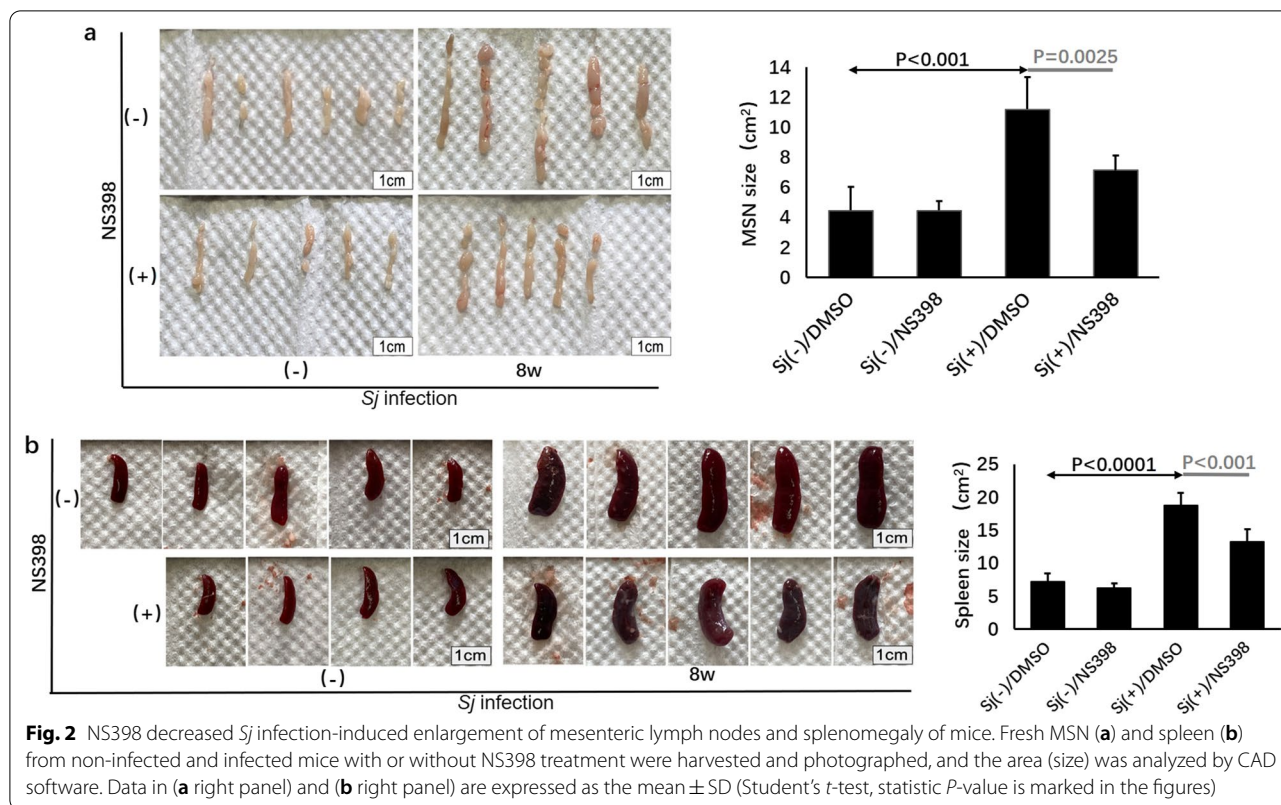 a
NS398
(-)
(+)
1cm
1cm
1cm
1cm
(-)
8w
Sj infection
MSN size (cm²)
14
12
10
8
6
4
2
0
P<0.001
P=0.0025
Sj(-)/DMSO
Sj(-)/NS398
Sj(+)/DMSO
Sj(+)/NS398
b
NS398
(-)
(+)
1cm
1cm
1cm
1cm
(-)
8w
Sj infection
Spleen size (cm²)
25
20
15
10
5
0
P<0.0001
P<0.001
Sj(-)/DMSO
Sj(-)/NS398
Sj(+)/DMSO
Sj(+)/NS398
Fig. 2 NS398 decreased Sj infection-induced enlargement of mesenteric lymph nodes and splenomegaly of mice. Fresh MSN (a) and spleen (b)
from non-infected and infected mice with or without NS398 treatment were harvested and photographed, and the area (size) was analyzed by CAD
software. Data in (a right panel) and (b right panel) are expressed as the mean ± SD (Student's t-test, statistic P-value is marked in the figures)